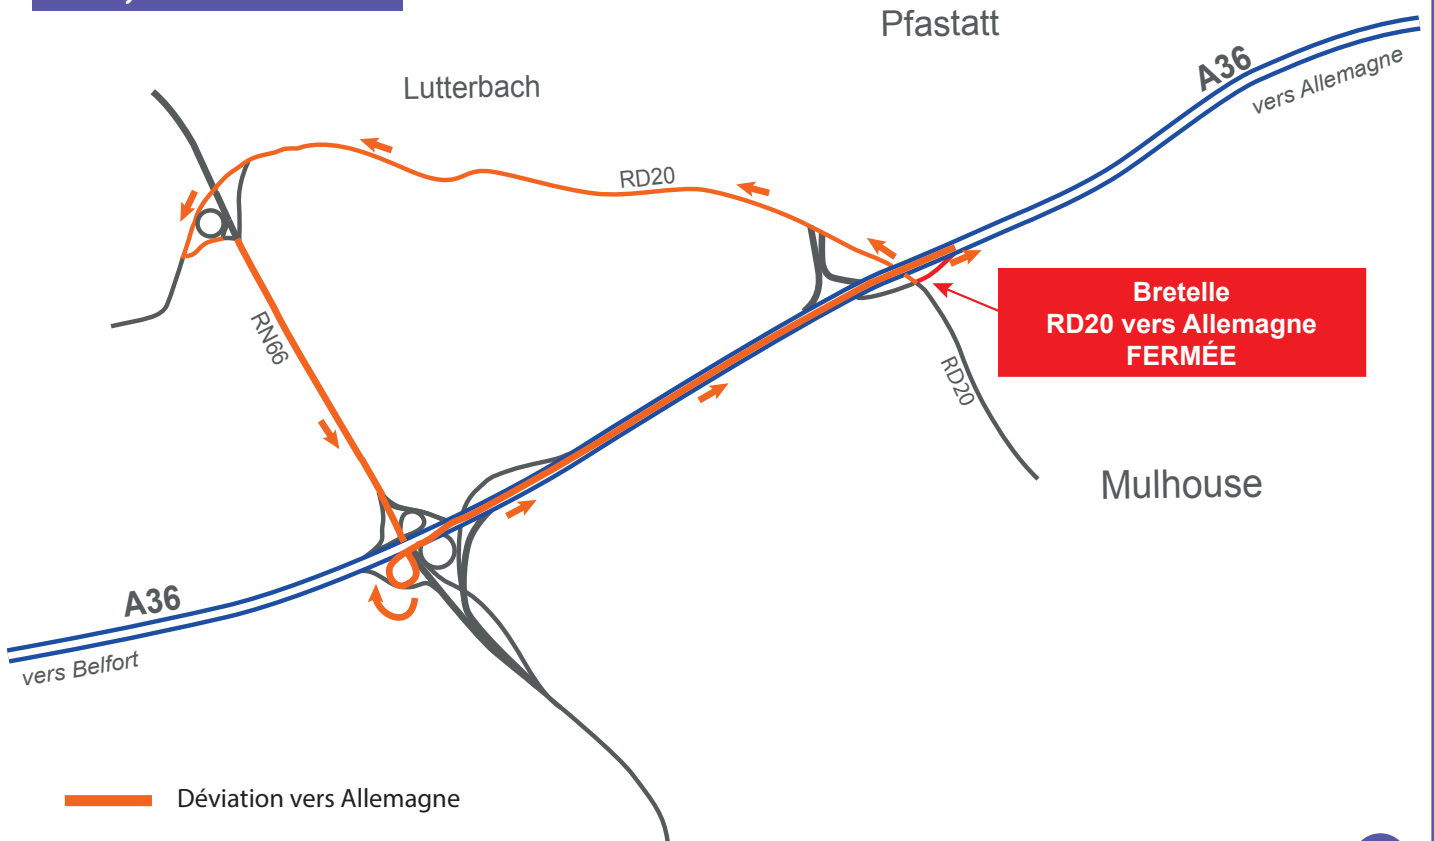 Pfastatt
A36
vers Allemagne
Lutterbach
RD20
Bretelle
RD20 vers Allemagne
FERMÉE
RN66
RD20
Mulhouse
A36
vers Belfort
Déviation vers Allemagne